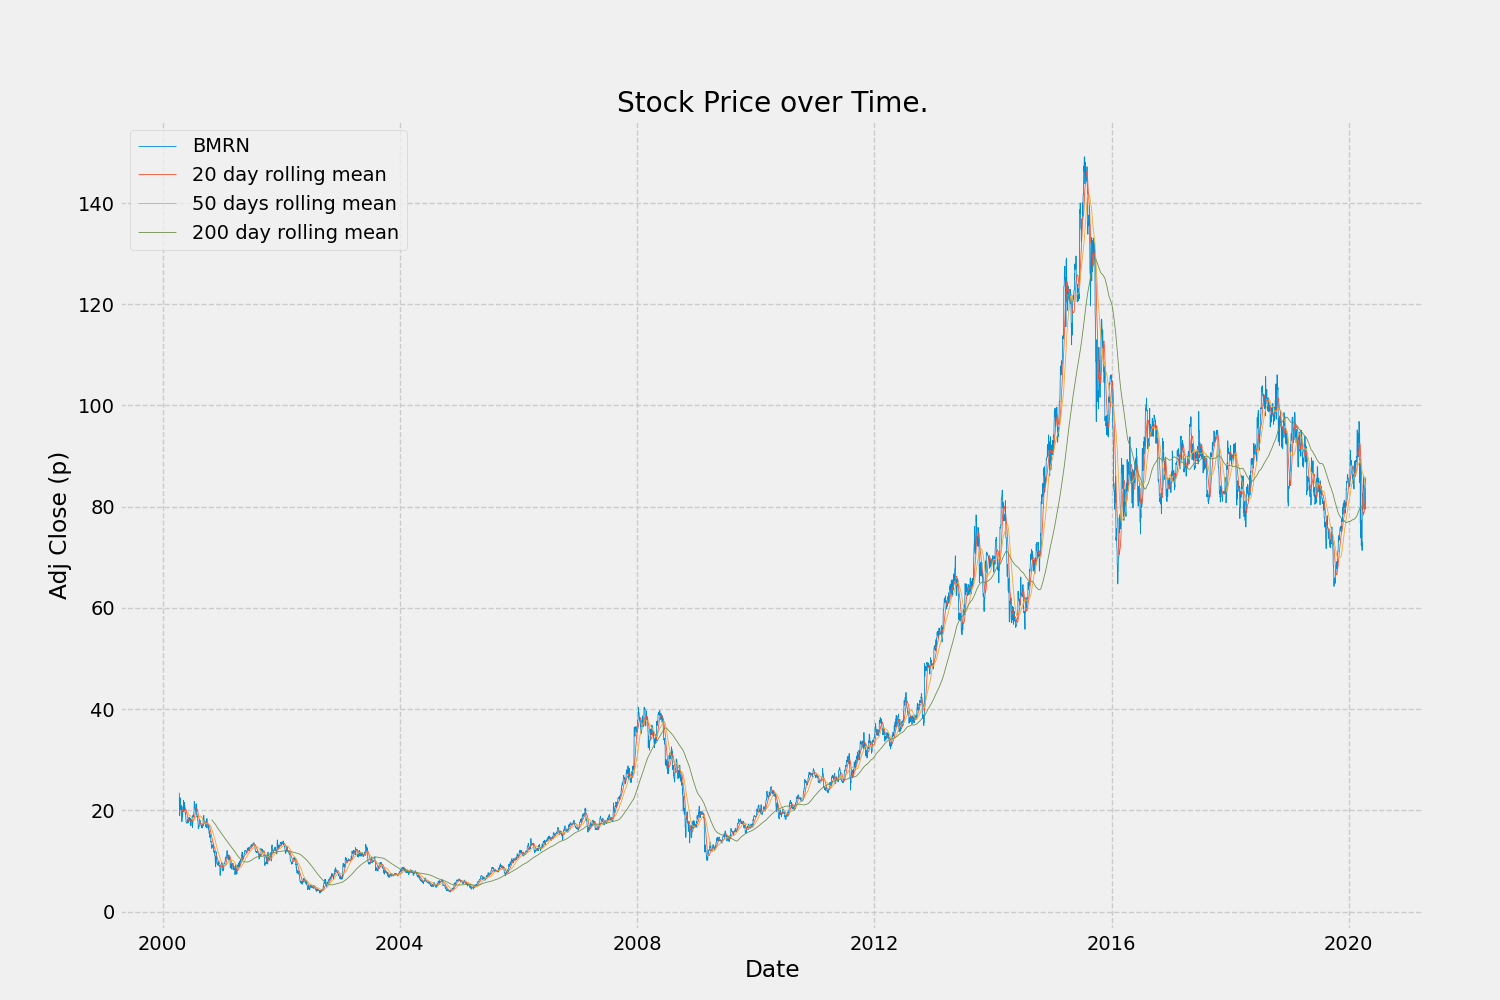 Stock Price over Time.
BMRN
20 day rolling mean
50 days rolling mean
200 day rolling mean
Adj Close (p)
140
120
100
80
60
40
20
0
2000 2004 2008 2012 2016 2020
Date